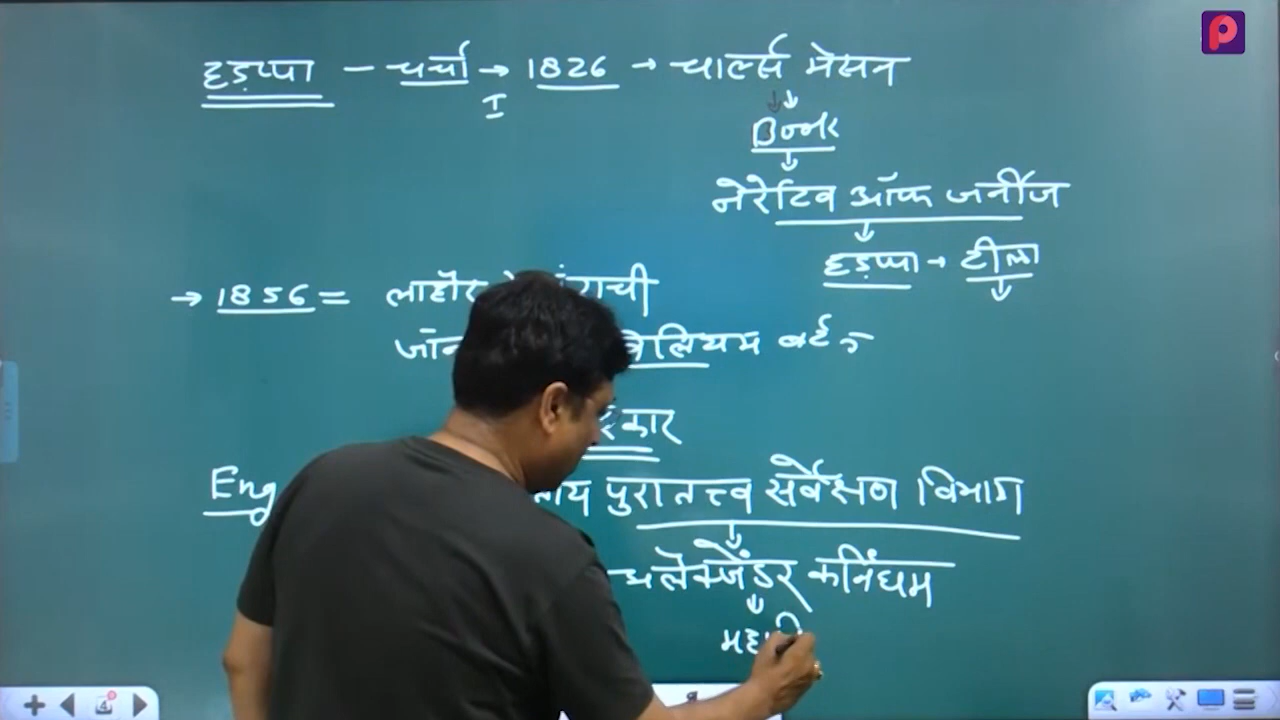 हड़प्पा - चर्चा → 1826 → चार्ल्स मेसन
I
Book
नेरेटिव ऑफ जर्नीज
हड़प्पा → टीला
→ 1856 = लाहौर कराची
जॉन विलियम बर्टन
Eng पुरातत्त्व सर्वेक्षण विभाग
अलेक्जेंडर कनिंघम